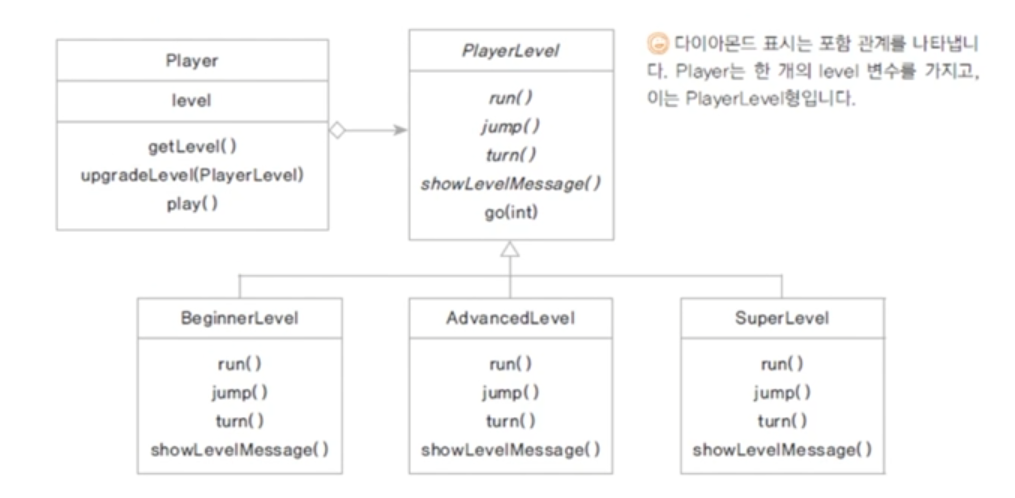 Player
level
getLevel()
upgradeLevel(PlayerLevel)
play()
PlayerLevel
run()
jump()
turn()
showLevelMessage()
go(int)
다이아몬드 표시는 포함 관계를 나타냅니
다. Player는 한 개의 level 변수를 가지고,
이는 PlayerLevel형입니다.
BeginnerLevel
run()
jump()
turn()
showLevelMessage()
AdvancedLevel
run()
jump()
turn()
showLevelMessage()
SuperLevel
run()
jump()
turn()
showLevelMessage()